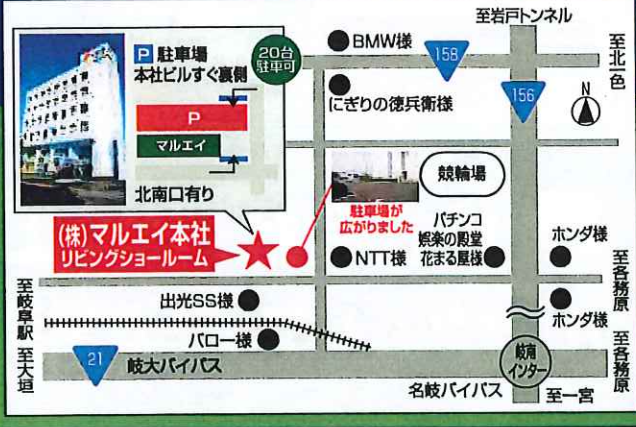 至岩戸トンネル
P 駐車場
本社ビルすぐ裏側
20台
駐車可
BMW様
158
至北一色
にぎりの徳兵衛様
156
N
P
マルエイ
北南口有り
競輪場
駐車場が
広がりました
(株)マルエイ本社
リビングショールーム
NTT様
パチンコ
娯楽の殿堂
花まる屋様
ホンダ様
至各務原
至岐阜駅
出光SS様
ホンダ様
バロー様
至大垣
21
岐大バイパス
岐南
インター
至各務原
名岐バイパス
至一宮